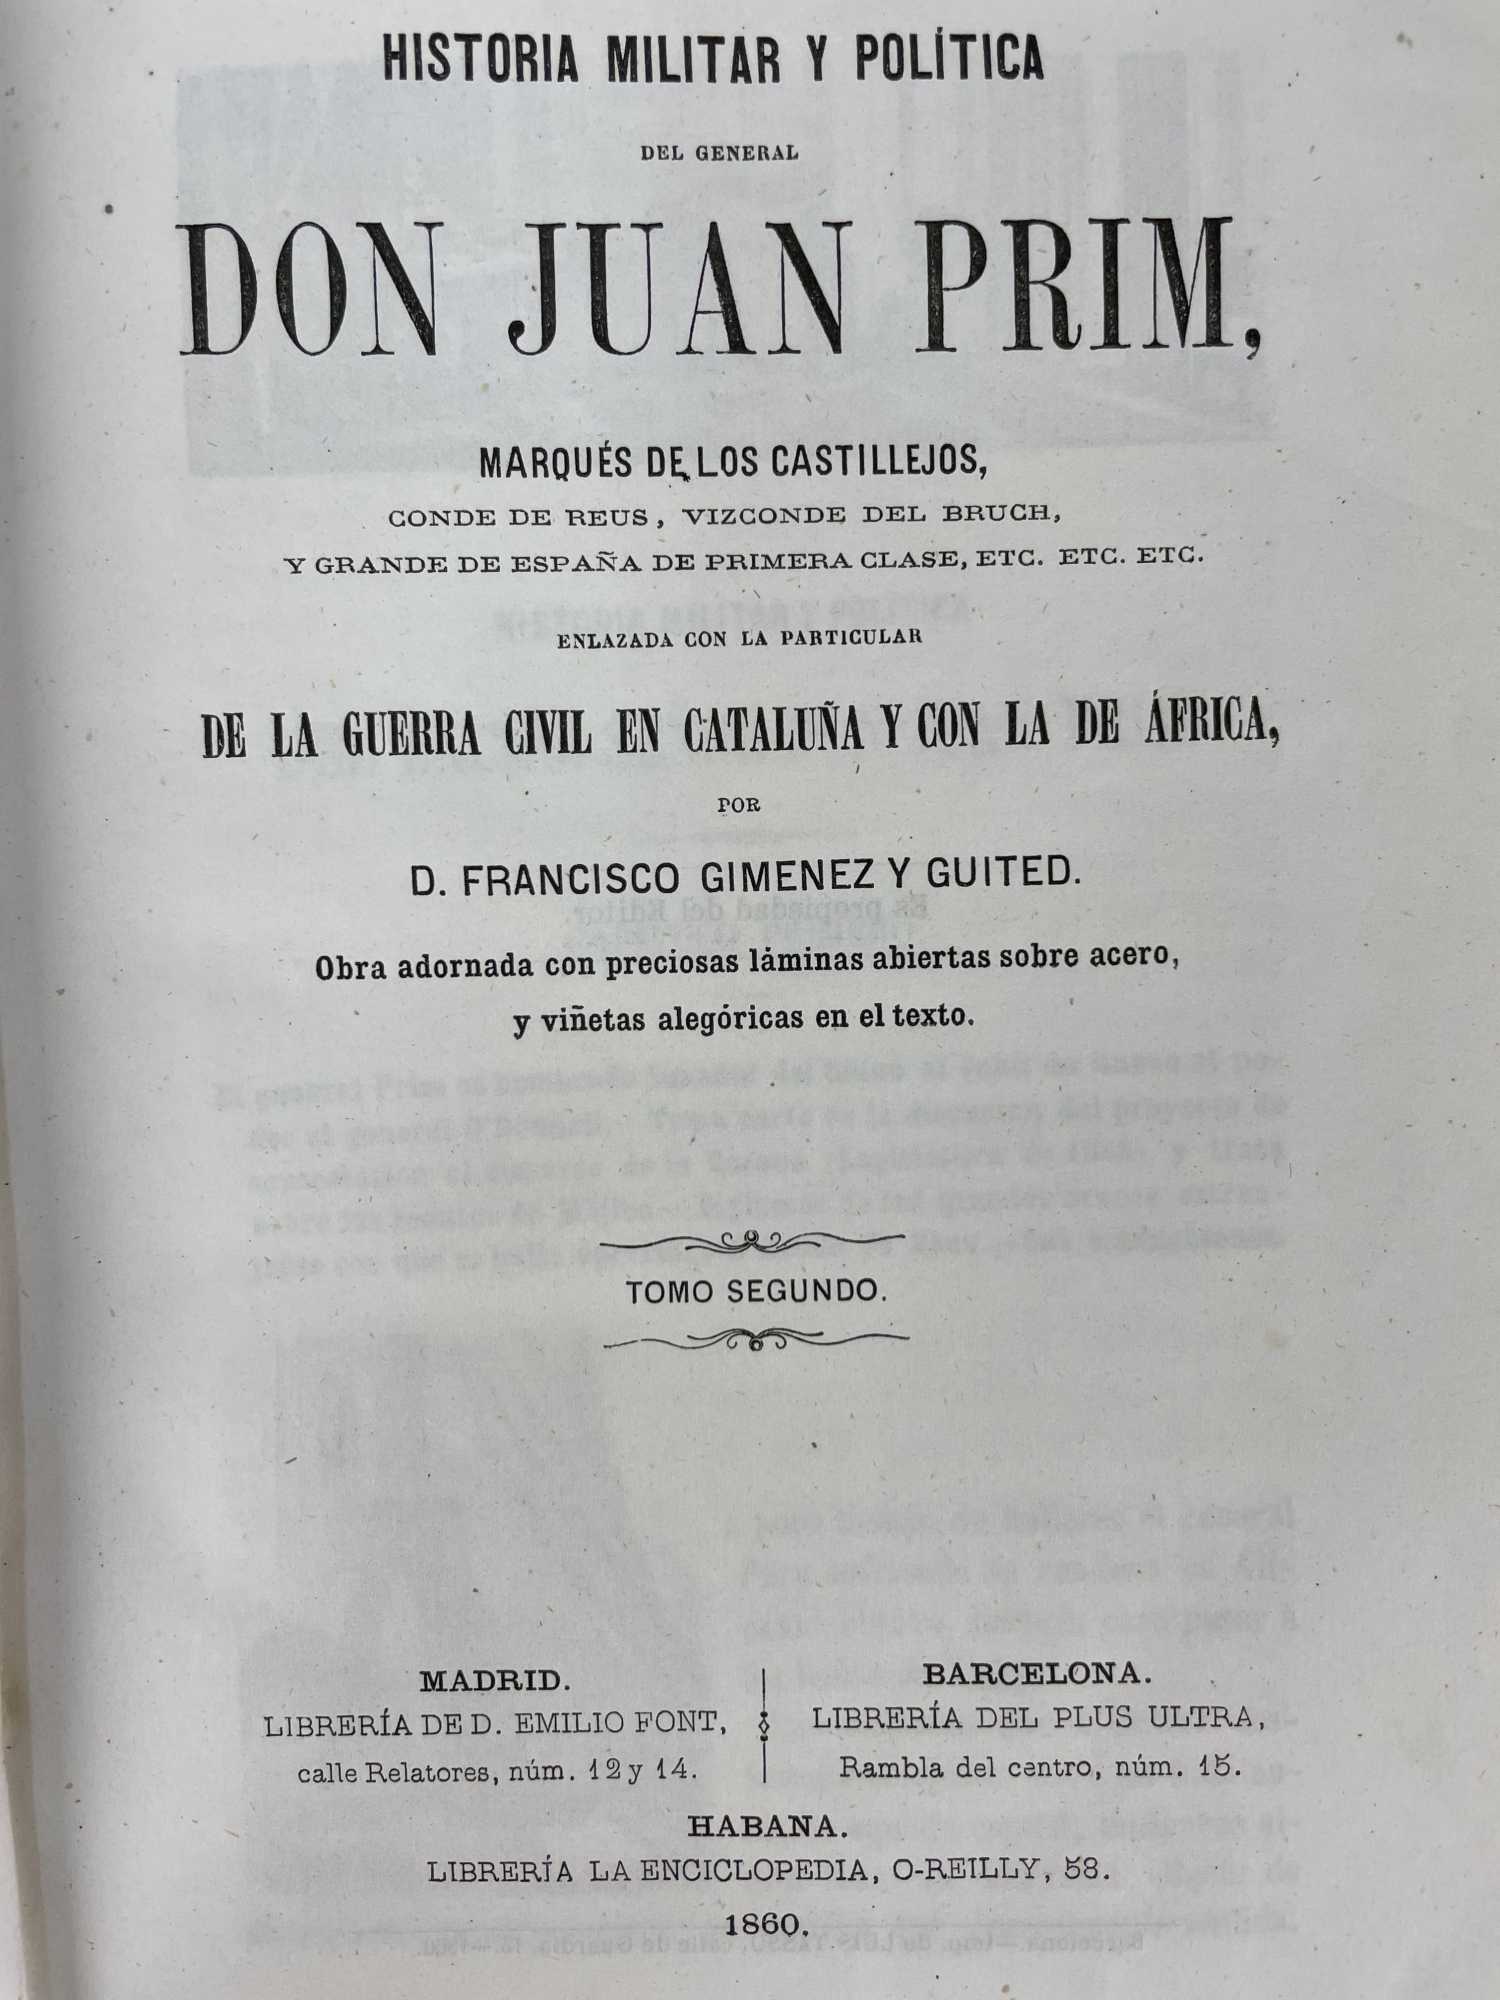 HISTORIA MILITAR Y POLÍTICA
DEL GENERAL
DON JUAN PRIM,
MARQUÉS DE LOS CASTILLEJOS,
CONDE DE REUS, VIZCONDE DEL BRUCH,
Y GRANDE DE ESPAÑA DE PRIMERA CLASE, ETC. ETC. ETC.
ENLAZADA CON LA PARTICULAR
DE LA GUERRA CIVIL EN CATALUÑA Y CON LA DE ÁFRICA,
POR
D. FRANCISCO GIMENEZ Y GUITED.
Es propiedad del Editor.
Obra adornada con preciosas láminas abiertas sobre acero,
y viñetas alegóricas en el texto.
TOMO SEGUNDO.
MADRID.
LIBRERÍA DE D. EMILIO FONT,
calle Relatores, núm. 12 y 14.
BARCELONA.
LIBRERÍA DEL PLUS ULTRA,
Rambla del centro, núm. 15.
HABANA.
LIBRERÍA LA ENCICLOPEDIA, O-REILLY, 58.
1860.